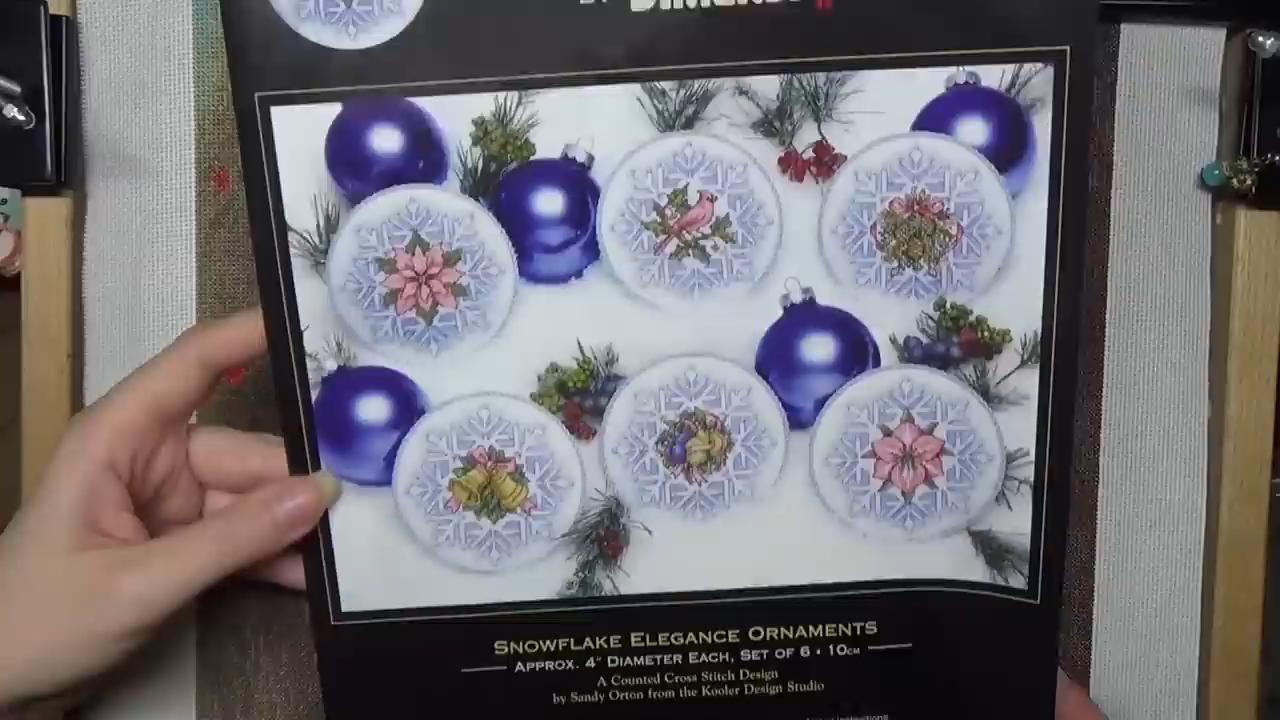 SNOWFLAKE ELEGANCE ORNAMENTS
APPROX. 4" DIAMETER EACH, SET OF 6 • 10CM
A Counted Cross Stitch Design
by Sandy Orton from the Kooler Design Studio